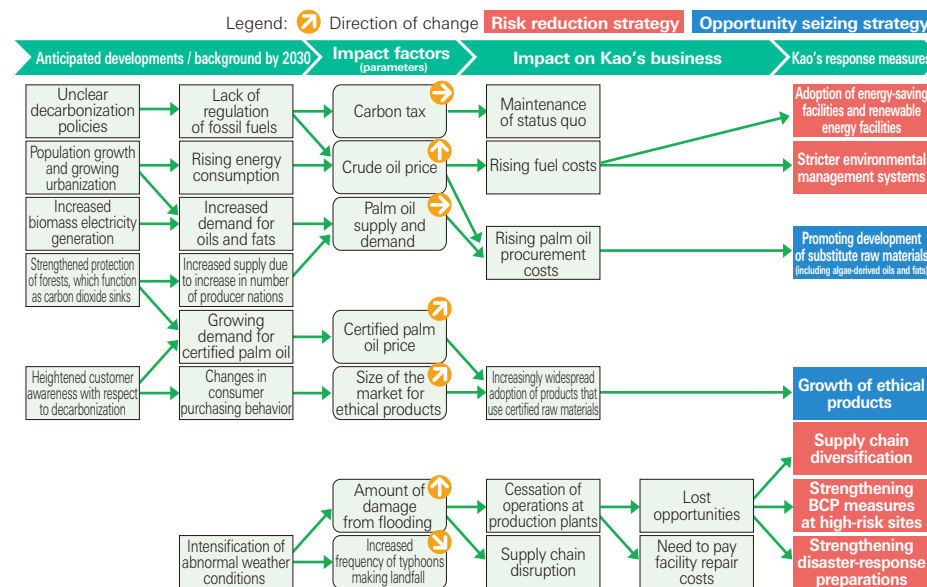 Legend: Direction of change Risk reduction strategy Opportunity seizing strategy
Anticipated developments / background by 2030
Impact factors
(parameters)
Impact on Kao's business
Kao's response measures
Unclear
decarbonization
policies
Lack of
regulation
of fossil fuels
Carbon tax
Maintenance
of status quo
Adoption of energy-saving
facilities and renewable
energy facilities
Population growth
and growing
urbanization
Rising energy
consumption
Crude oil price
Rising fuel costs
Stricter environmental
management systems
Increased
biomass electricity
generation
Increased
demand for
oils and fats
Palm oil
supply and
demand
Rising palm oil
procurement
costs
Promoting development
of substitute raw materials
(including algae-derived oils and fats)
Strengthened protection
of forests, which function
as carbon dioxide sinks
Increased supply due
to increase in number
of producer nations
Growing
demand for
certified palm oil
Certified palm
oil price
Heightened customer
awareness with respect
to decarbonization
Changes in
consumer
purchasing behavior
Size of the
market for
ethical products
Increasingly widespread
adoption of products that
use certified raw materials
Growth of ethical
products
Supply chain
diversification
Amount of
damage
from flooding
Cessation of
operations at
production plants
Lost
opportunities
Strengthening
BCP measures
at high-risk sites
Intensification of
abnormal weather
conditions
Increased
frequency of typhoons
making landfall
Supply chain
disruption
Need to pay
facility repair
costs
Strengthening
disaster-response
preparations